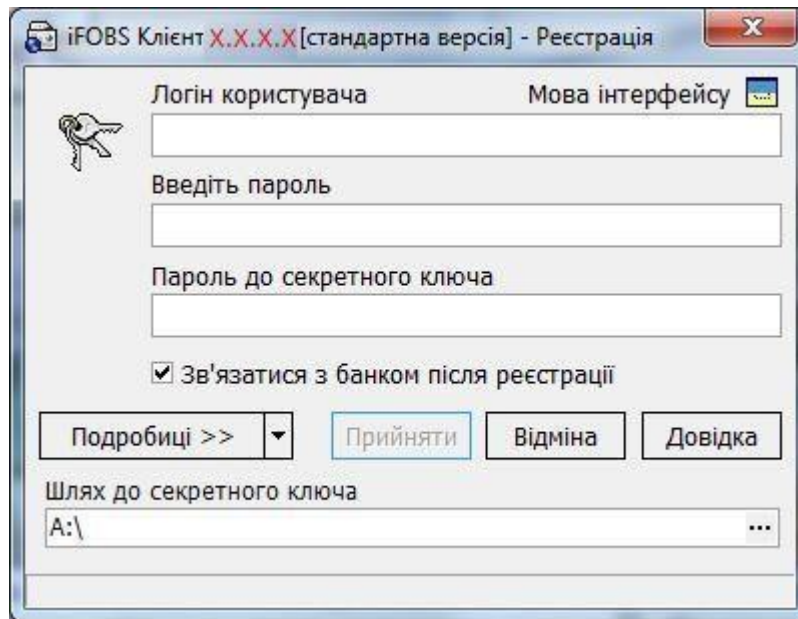 iFOBS Клієнт X.X.X.X[стандартна версія] - Реєстрація
Логін користувача Мова інтерфейсу
Введіть пароль
Пароль до секретного ключа
Зв'язатися з банком після реєстрації
Подробиці >> Прийняти Відміна Довідка
Шлях до секретного ключа
A:\ ...